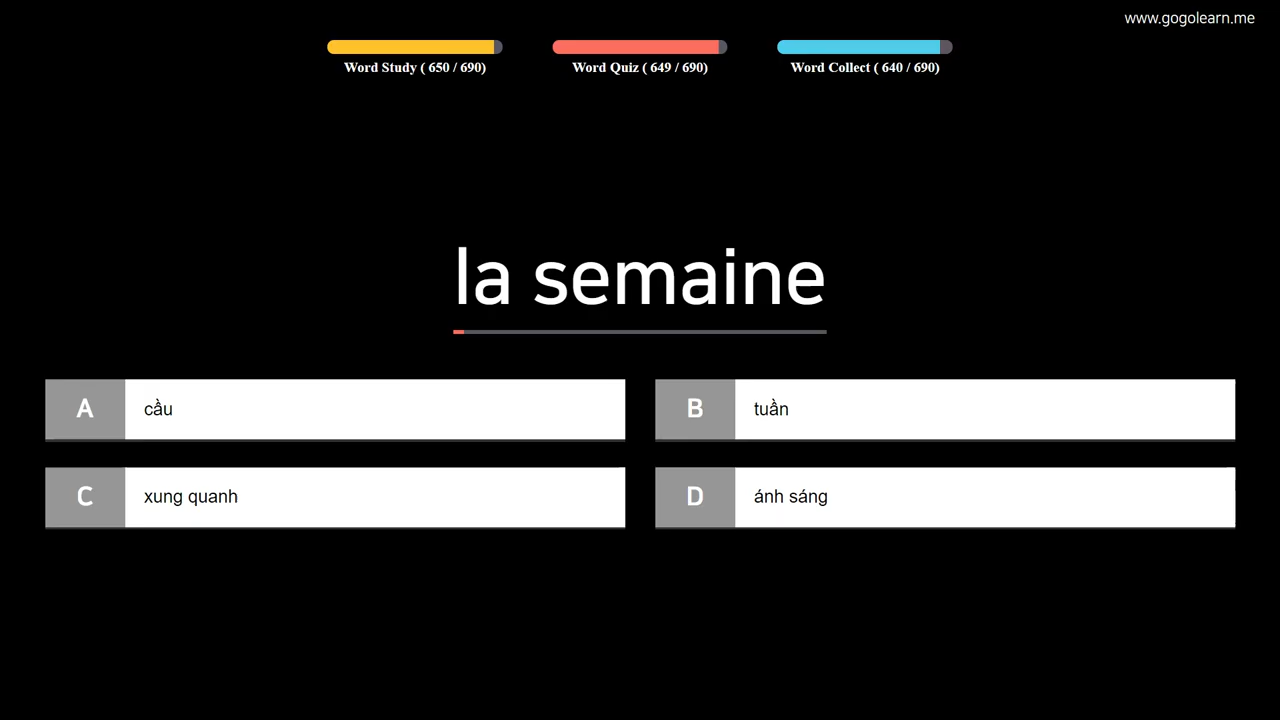 www.gogolearn.me
Word Study ( 650 / 690)
Word Quiz ( 649 / 690)
Word Collect ( 640 / 690)
la semaine
A
cầu
B
tuần
C
xung quanh
D
ánh sáng